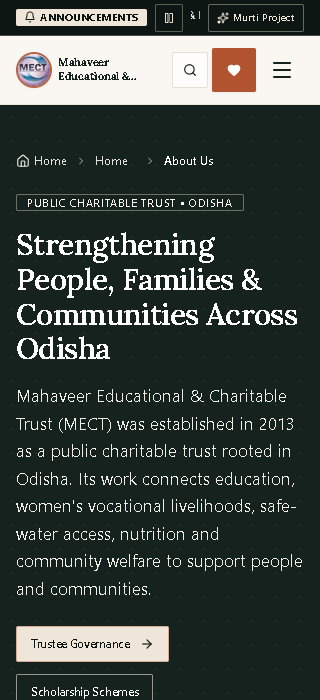 ANNOUNCEMENTS
Murti Project
MECT
Mahaveer
Educational &...
Home
Home
About Us
PUBLIC CHARITABLE TRUST • ODISHA
Strengthening
People, Families &
Communities Across
Odisha
Mahaveer Educational & Charitable
Trust (MECT) was established in 2013
as a public charitable trust rooted in
Odisha. Its work connects education,
women's vocational livelihoods, safe-
water access, nutrition and
community welfare to support people
and communities.
Trustee Governance
Scholarship Schemes